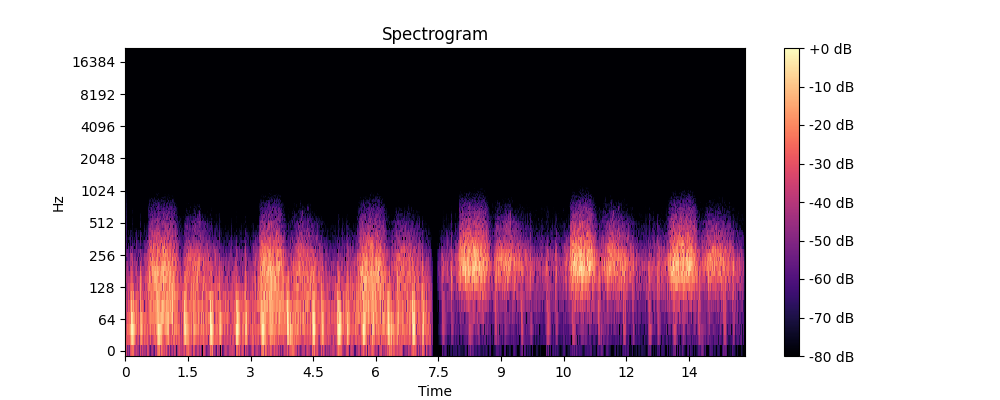 Spectrogram
16384
8192
4096
2048
1024
512
256
128
64
0
Hz
0 1.5 3 4.5 6 7.5 9 10 12 14
Time
+0 dB
-10 dB
-20 dB
-30 dB
-40 dB
-50 dB
-60 dB
-70 dB
-80 dB